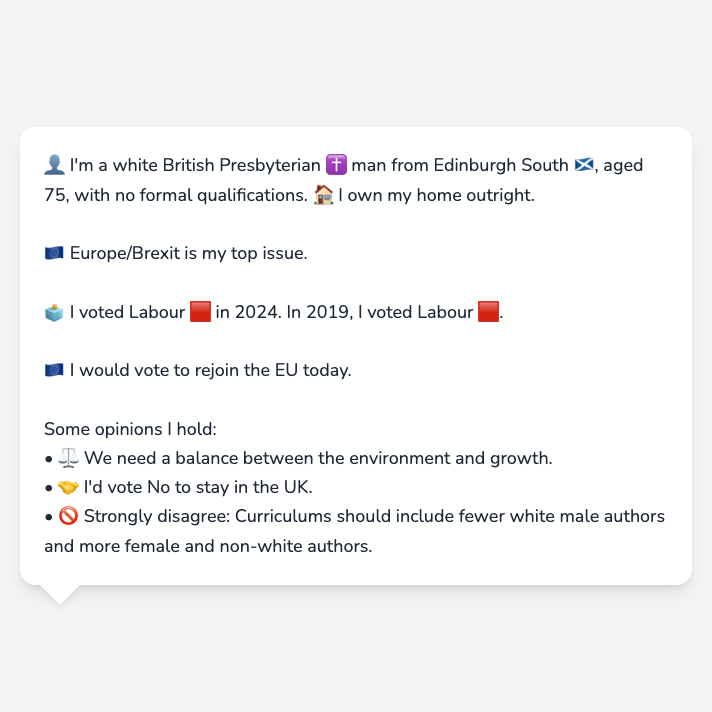 👤 I'm a white British Presbyterian ✝️ man from Edinburgh South 🏴󠁧󠁢󠁳󠁣󠁴󠁿, aged
75, with no formal qualifications. 🏠 I own my home outright.
🇪🇺 Europe/Brexit is my top issue.
🗳️ I voted Labour 🟥 in 2024. In 2019, I voted Labour 🟥.
🇪🇺 I would vote to rejoin the EU today.
Some opinions I hold:
• ⚖️ We need a balance between the environment and growth.
• 🤝 I'd vote No to stay in the UK.
• 🚫 Strongly disagree: Curriculums should include fewer white male authors
and more female and non-white authors.